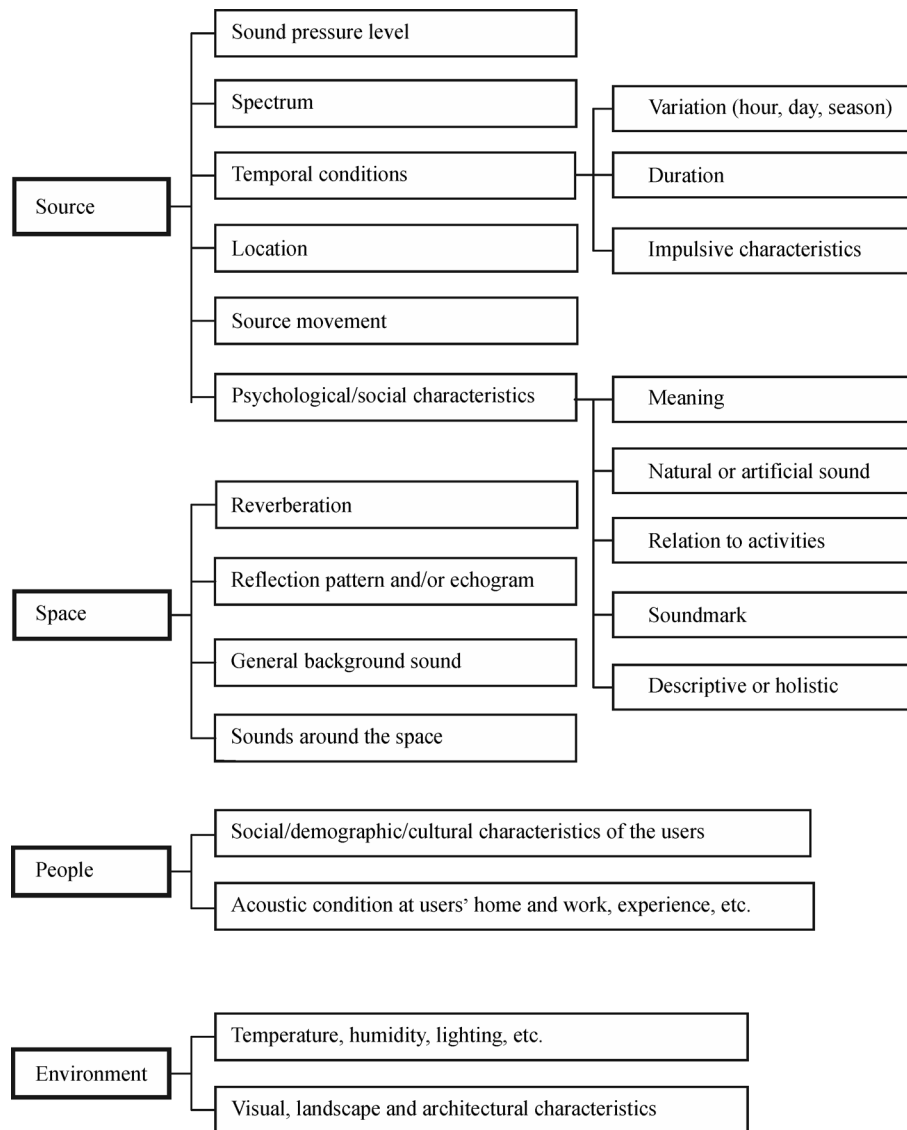 Source
Sound pressure level
Spectrum
Temporal conditions
Variation (hour, day, season)
Duration
Impulsive characteristics
Location
Source movement
Psychological/social characteristics
Meaning
Natural or artificial sound
Relation to activities
Soundmark
Descriptive or holistic
Space
Reverberation
Reflection pattern and/or echogram
General background sound
Sounds around the space
People
Social/demographic/cultural characteristics of the users
Acoustic condition at users’ home and work, experience, etc.
Environment
Temperature, humidity, lighting, etc.
Visual, landscape and architectural characteristics